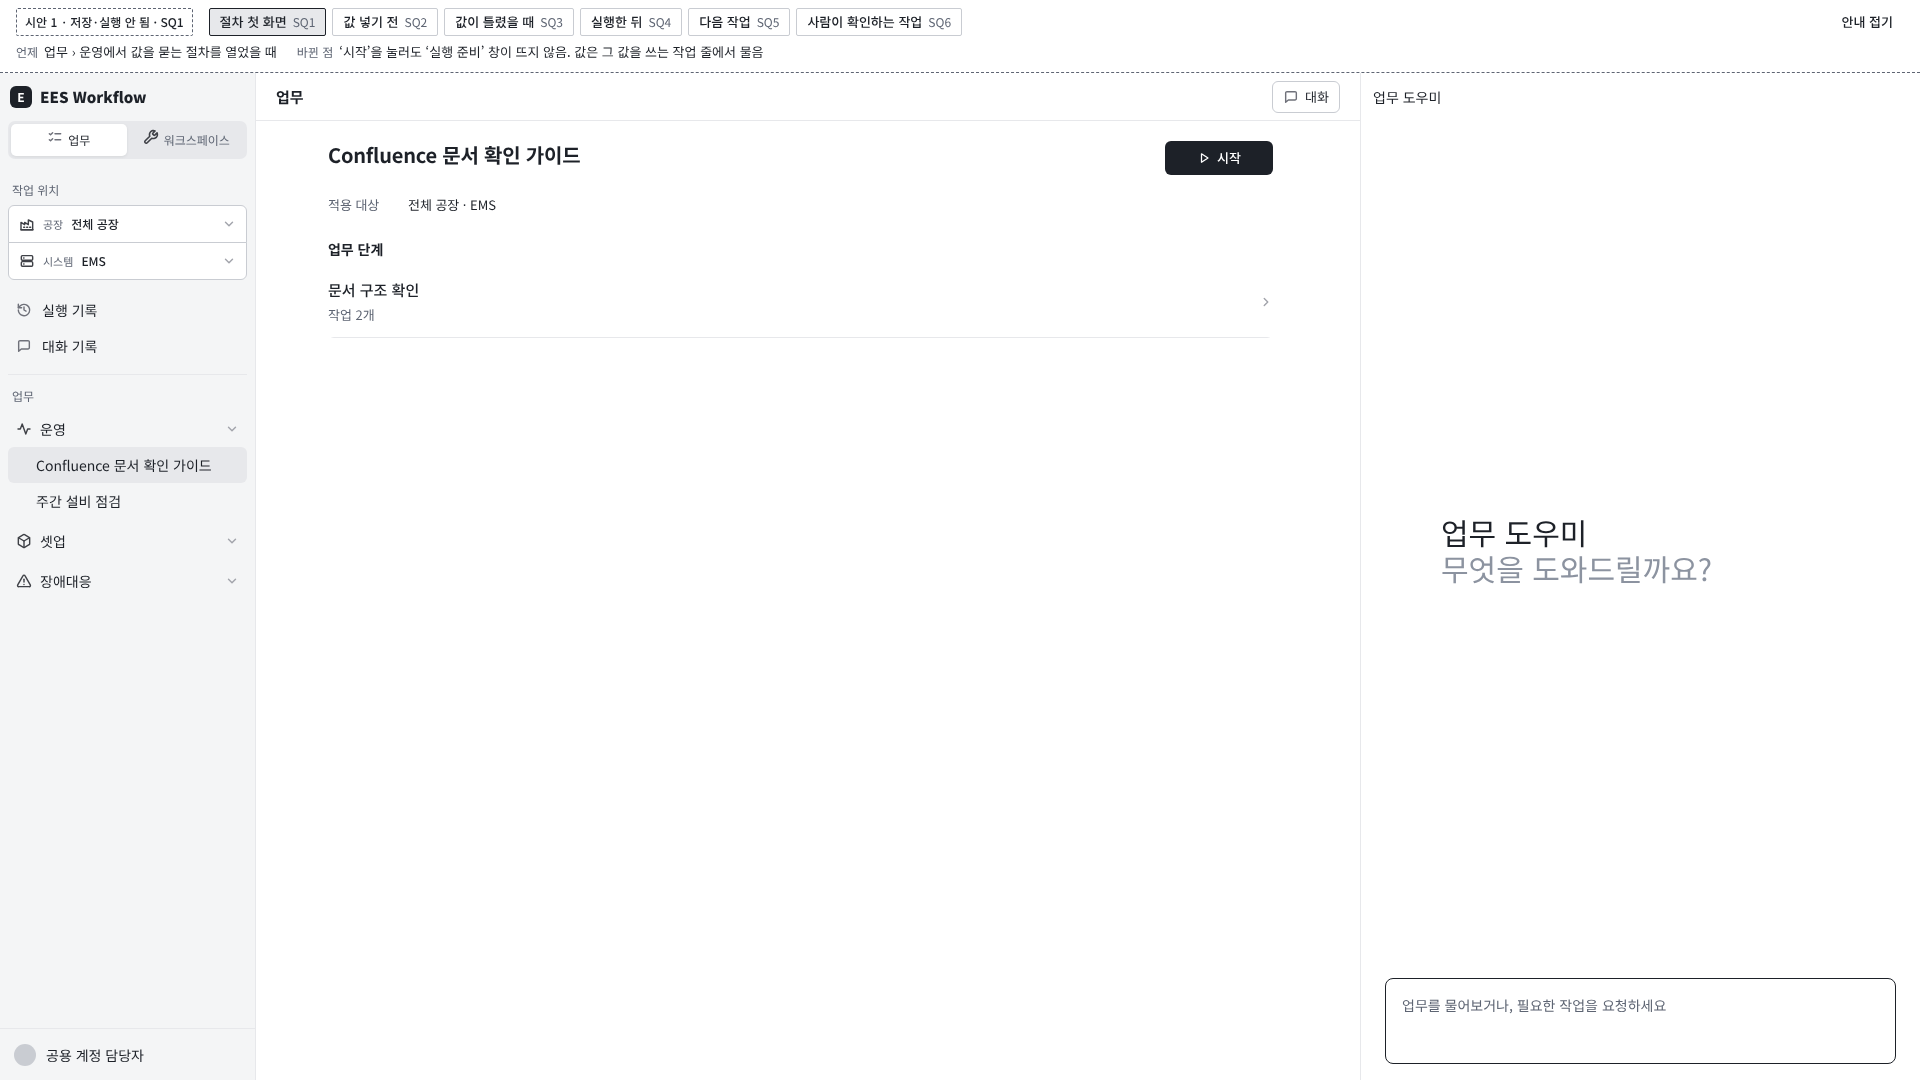 시안 1 · 저장·실행 안 됨 · SQ1
절차 첫 화면 SQ1
값 넣기 전 SQ2
값이 틀렸을 때 SQ3
실행한 뒤 SQ4
다음 작업 SQ5
사람이 확인하는 작업 SQ6
안내 접기
언제 업무 › 운영에서 값을 묻는 절차를 열었을 때
바뀐 점 ‘시작’을 눌러도 ‘실행 준비’ 창이 뜨지 않음. 값은 그 값을 쓰는 작업 줄에서 물음
E EES Workflow
업무
워크스페이스
작업 위치
공장 전체 공장
시스템 EMS
실행 기록
대화 기록
업무
운영
Confluence 문서 확인 가이드
주간 설비 점검
셋업
장애대응
공용 계정 담당자
업무
대화
Confluence 문서 확인 가이드
시작
적용 대상 전체 공장 · EMS
업무 단계
문서 구조 확인
작업 2개
업무 도우미
업무 도우미
무엇을 도와드릴까요?
업무를 물어보거나, 필요한 작업을 요청하세요